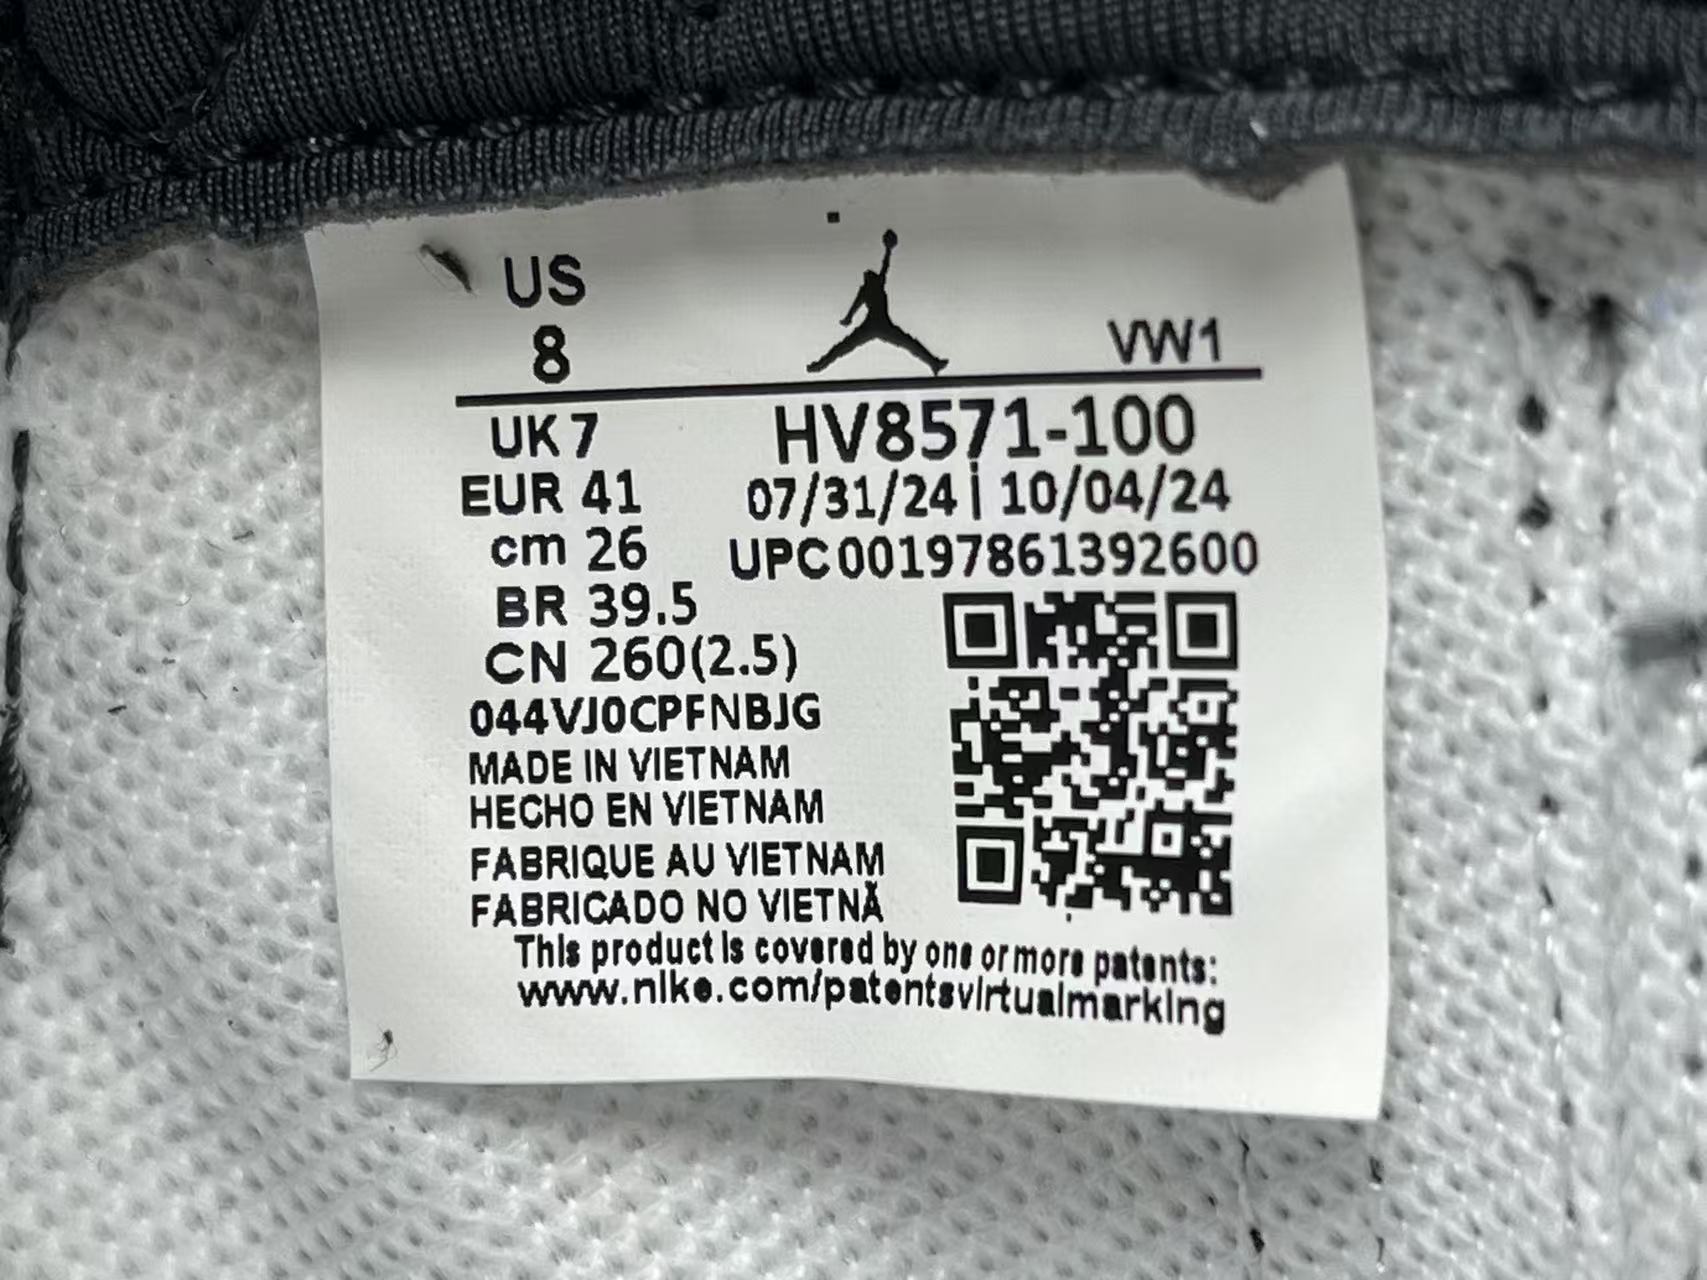 US
8
VW1
UK 7
HV8571-100
EUR 41
07/31/24 | 10/04/24
cm 26
UPC001978613926​00
BR 39.5
CN 260(2.5)
044VJ0CPFNBJG
MADE IN VIETNAM
HECHO EN VIETNAM
FABRIQUE AU VIETNAM
FABRICADO NO VIETNÃ
This product is covered by one or more patents:
www.nike.com/patentsvirtualmarking